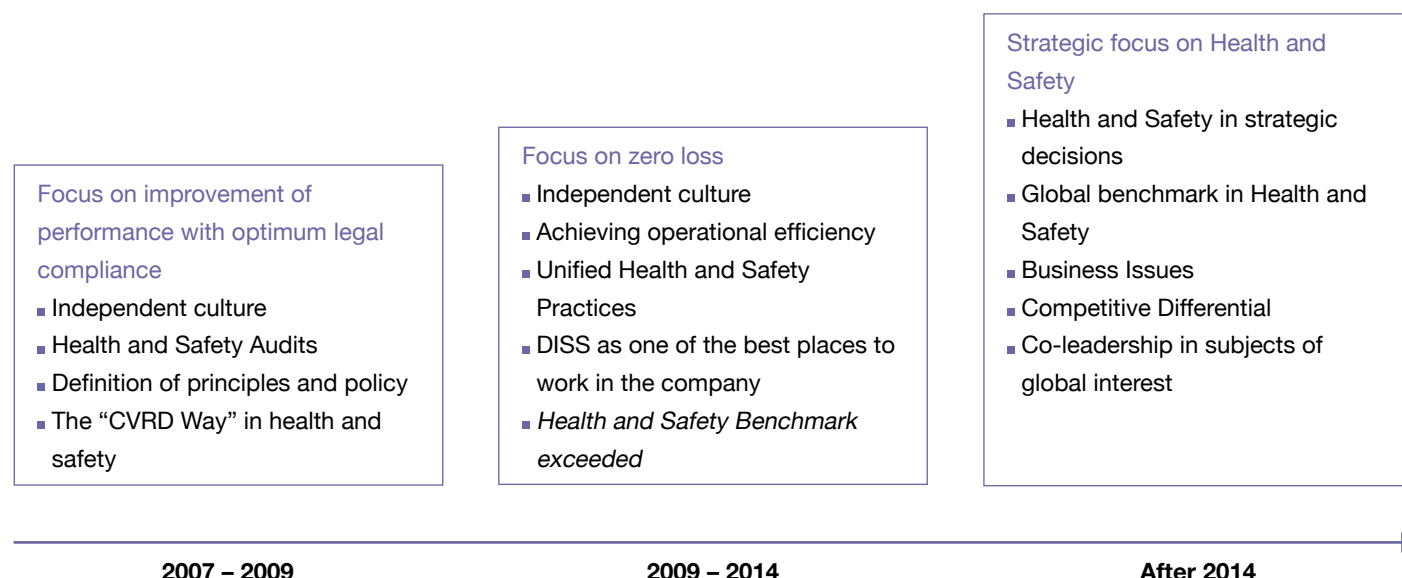 Focus on improvement of
performance with optimum legal
compliance
▪ Independent culture
▪ Health and Safety Audits
▪ Definition of principles and policy
▪ The “CVRD Way” in health and
safety
Focus on zero loss
▪ Independent culture
▪ Achieving operational efficiency
▪ Unified Health and Safety
Practices
▪ DISS as one of the best places to
work in the company
▪ Health and Safety Benchmark
exceeded
Strategic focus on Health and
Safety
▪ Health and Safety in strategic
decisions
▪ Global benchmark in Health and
Safety
▪ Business Issues
▪ Competitive Differential
▪ Co-leadership in subjects of
global interest
2007 – 2009
2009 – 2014
After 2014